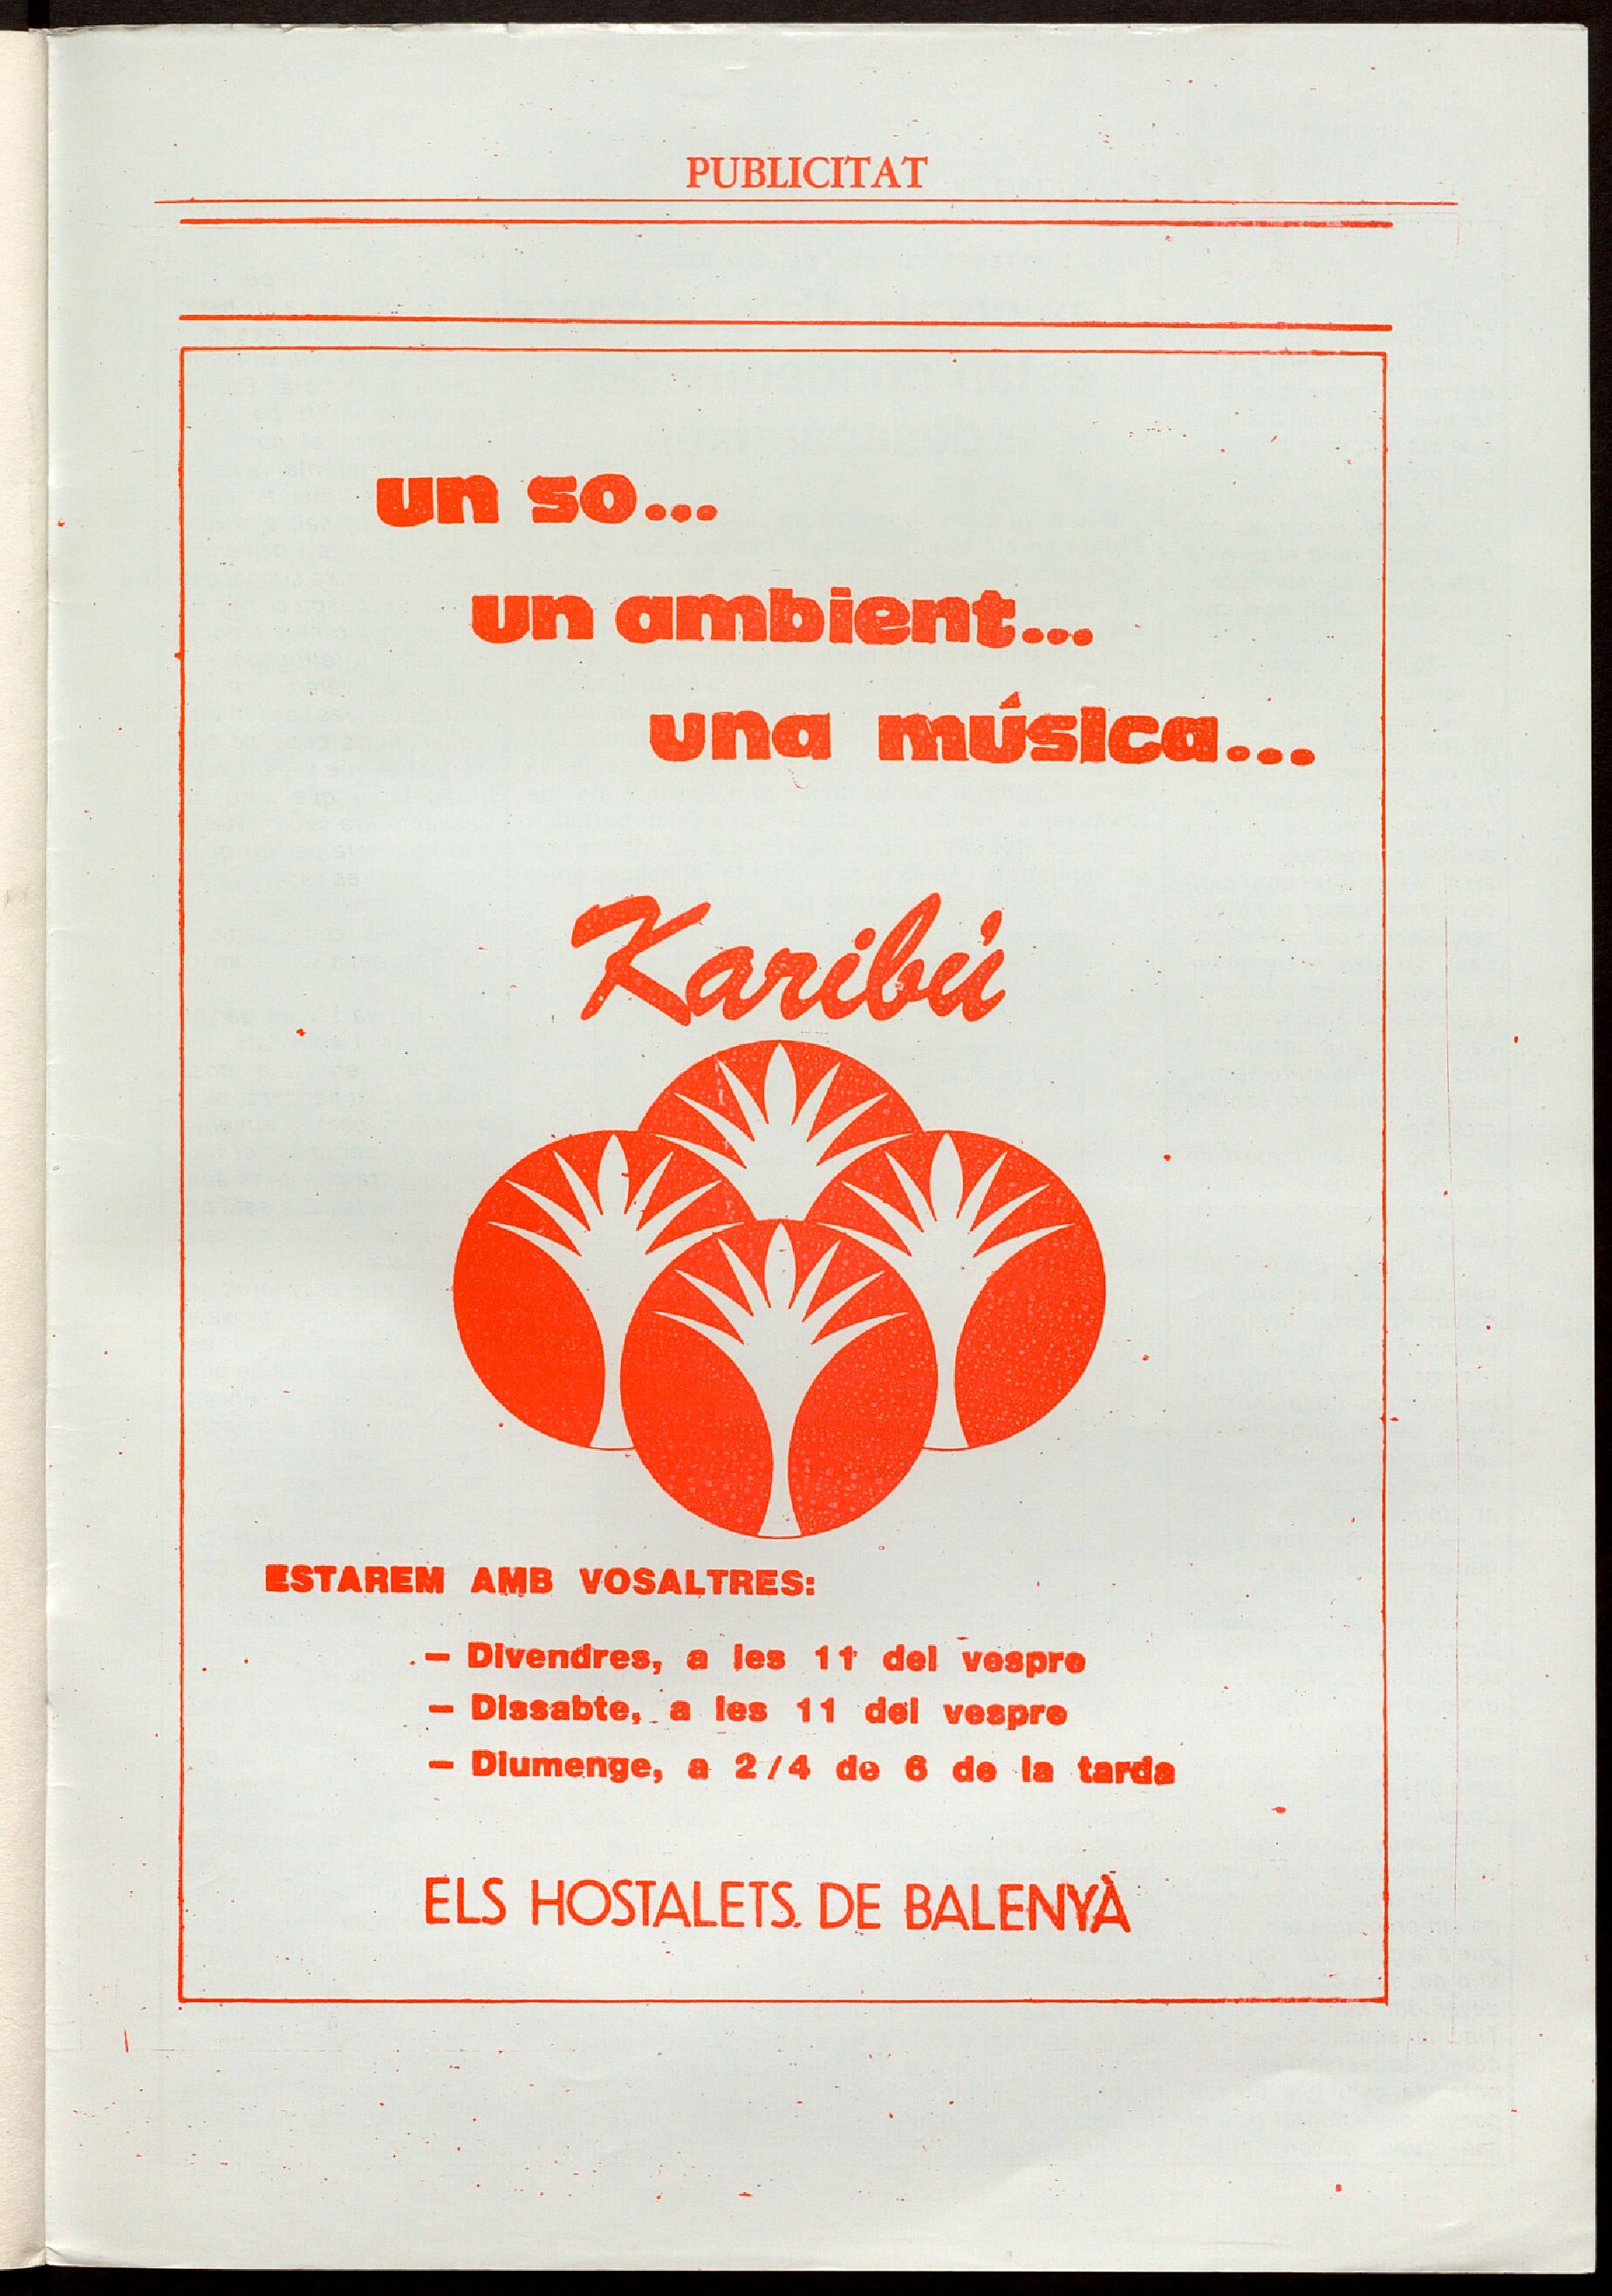 PUBLICITAT
un so...
un ambient...
una música...
Karibú
ESTAREM AMB VOSALTRES:
– Divendres, a les 11 del vespre
– Dissabte, a les 11 del vespre
– Diumenge, a 2/4 de 6 de la tarda
ELS HOSTALETS DE BALENYÀ